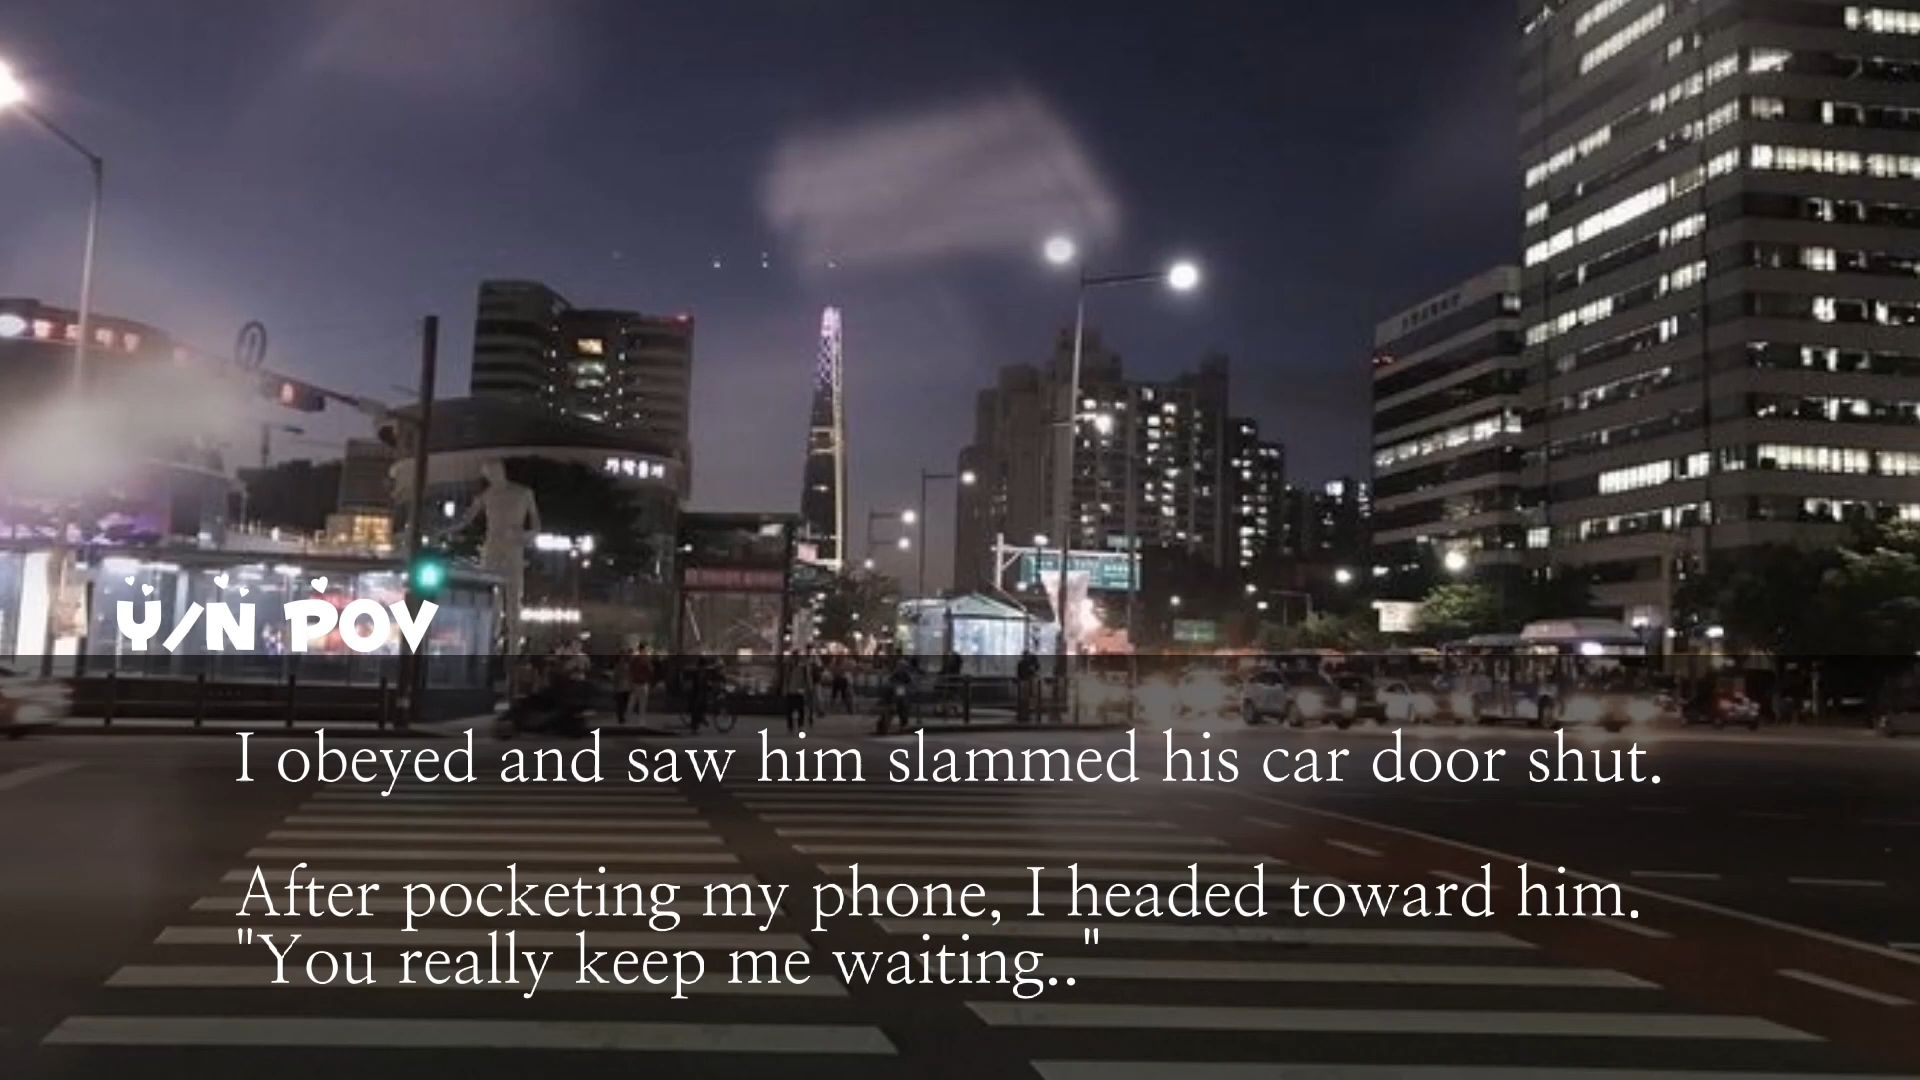 Y/N POV
I obeyed and saw him slammed his car door shut.
After pocketing my phone, I headed toward him.
"You really keep me waiting.."